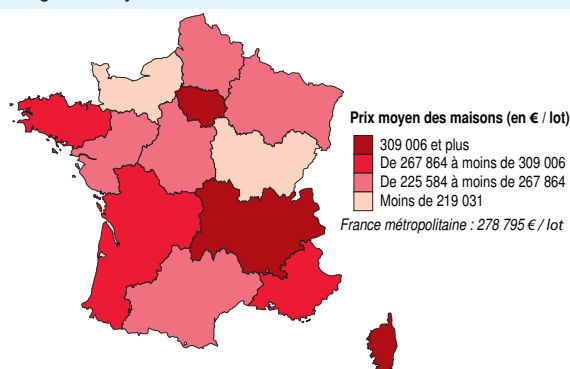 Prix moyen des maisons (en € / lot)
309 006 et plus
De 267 864 à moins de 309 006
De 225 584 à moins de 267 864
Moins de 219 031
France métropolitaine : 278 795 € / lot